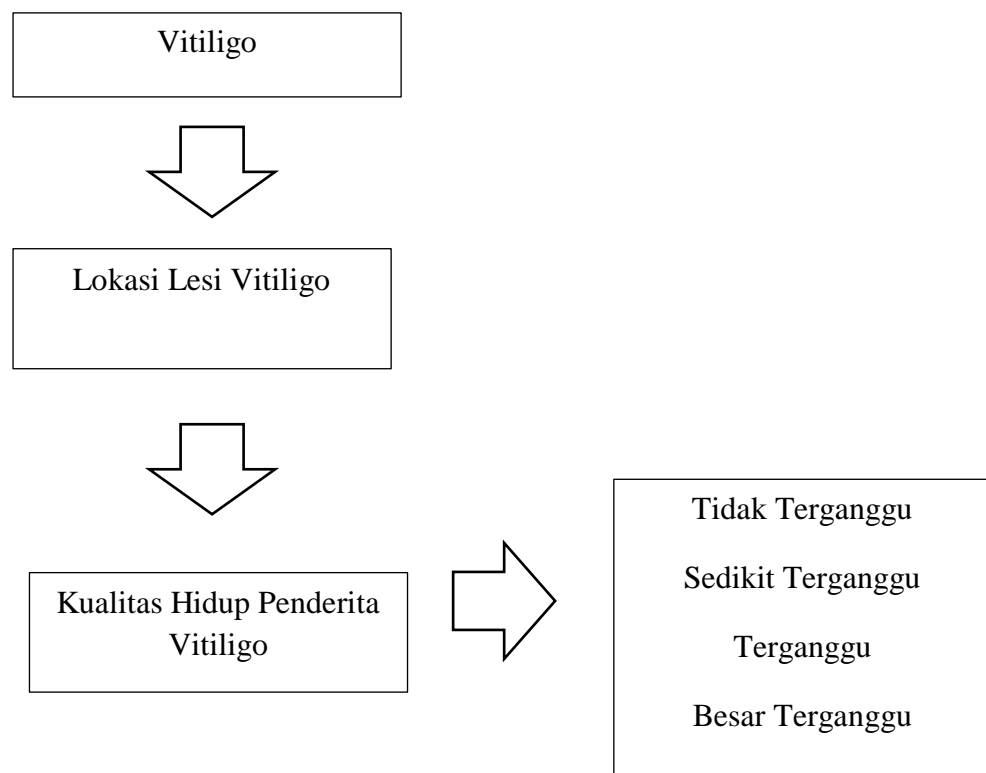 Vitiligo
Lokasi Lesi Vitiligo
Kualitas Hidup Penderita
Vitiligo
Tidak Terganggu
Sedikit Terganggu
Terganggu
Besar Terganggu